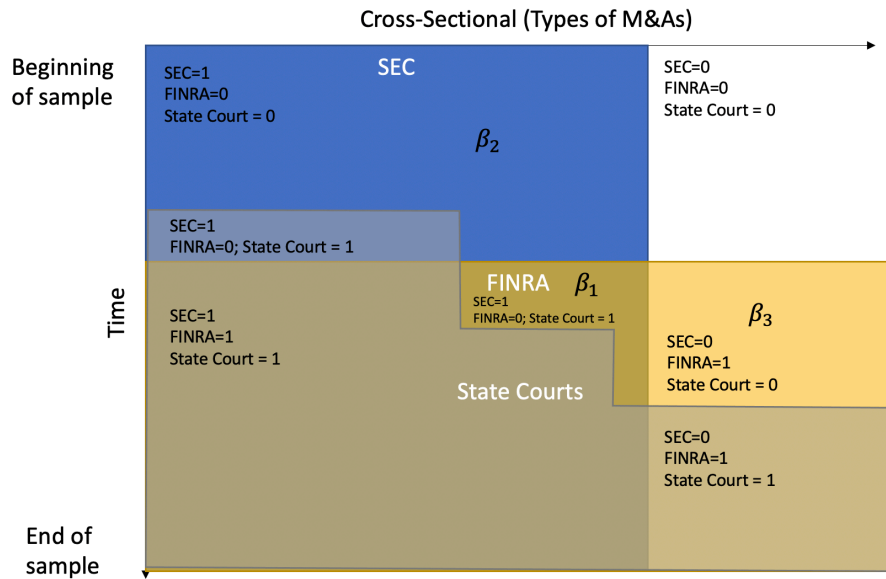 Cross-Sectional (Types of M&As)
Beginning
of sample
SEC=1
FINRA=0
State Court = 0
SEC
β₂
SEC=0
FINRA=0
State Court = 0
SEC=1
FINRA=0; State Court = 1
Time
SEC=1
FINRA=1
State Court = 1
FINRA
β₁
SEC=1
FINRA=0; State Court = 1
β₃
SEC=0
FINRA=1
State Court = 0
State Courts
SEC=0
FINRA=1
State Court = 1
End of
sample